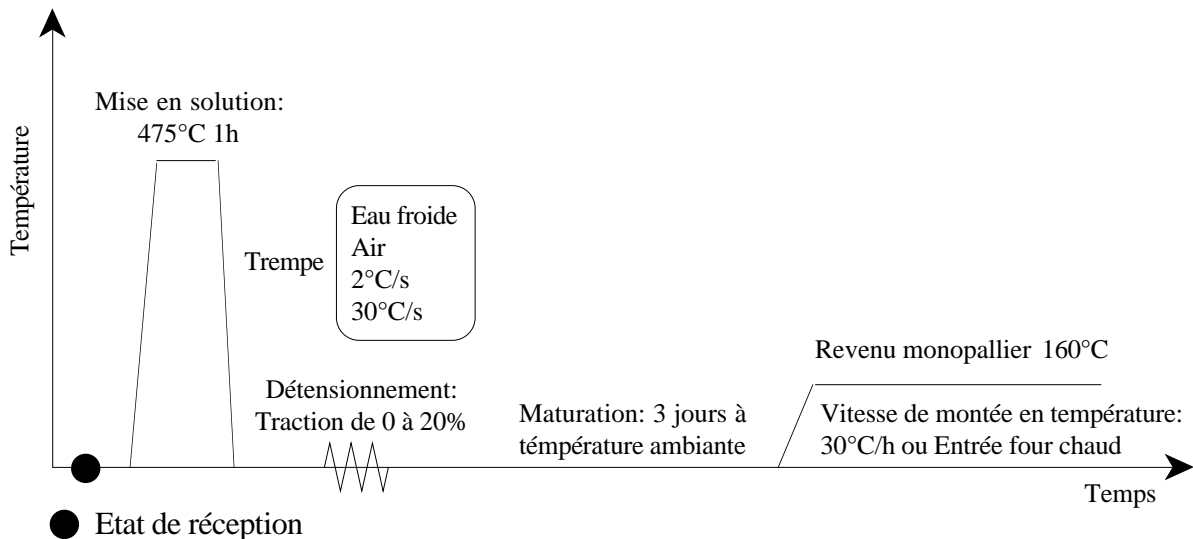 Température
Mise en solution:
475°C 1h
Trempe
Eau froide
Air
2°C/s
30°C/s
Détensionnement:
Traction de 0 à 20%
Maturation: 3 jours à
témpérature ambiante
Revenu monopallier 160°C
Vitesse de montée en température:
30°C/h ou Entrée four chaud
Temps
Etat de réception